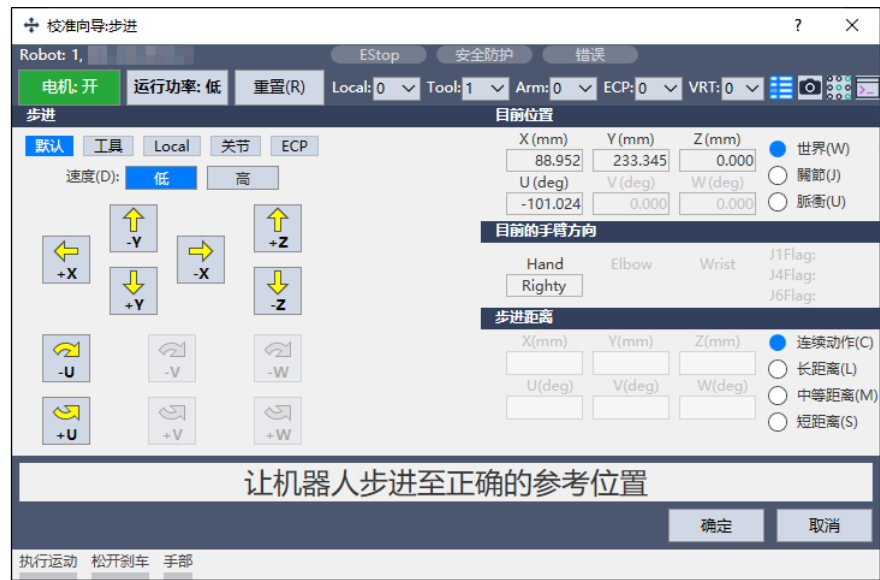 校准向导:步进
?
Robot: 1,
EStop 安全防护 错误
电机: 开 运行功率: 低 重置(R) Local: 0 Tool: 1 Arm: 0 ECP: 0 VRT: 0
步进
默认 工具 Local 关节 ECP
速度(D): 低 高
-Y +Z
+X -X
+Y -Z
-U -V -W
+U +V +W
目前位置
X (mm) Y (mm) Z (mm)
88.952 233.345 0.000
U (deg) V (deg) W (deg)
-101.024 0.000 0.000
世界(W)
關節(J)
脈衝(U)
目前的手臂方向
Hand Elbow Wrist
Righty
J1Flag:
J4Flag:
J6Flag:
步进距离
X(mm) Y(mm) Z(mm)
U(deg) V(deg) W(deg)
连续动作(C)
长距离(L)
中等距离(M)
短距离(S)
让机器人步进至正确的参考位置
确定 取消
执行运动 松开刹车 手部